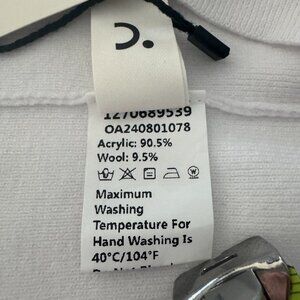 1270689539
OA240801078
Acrylic: 90.5%
Wool: 9.5%
Maximum
Washing
Temperature For
Hand Washing Is
40°C/104°F